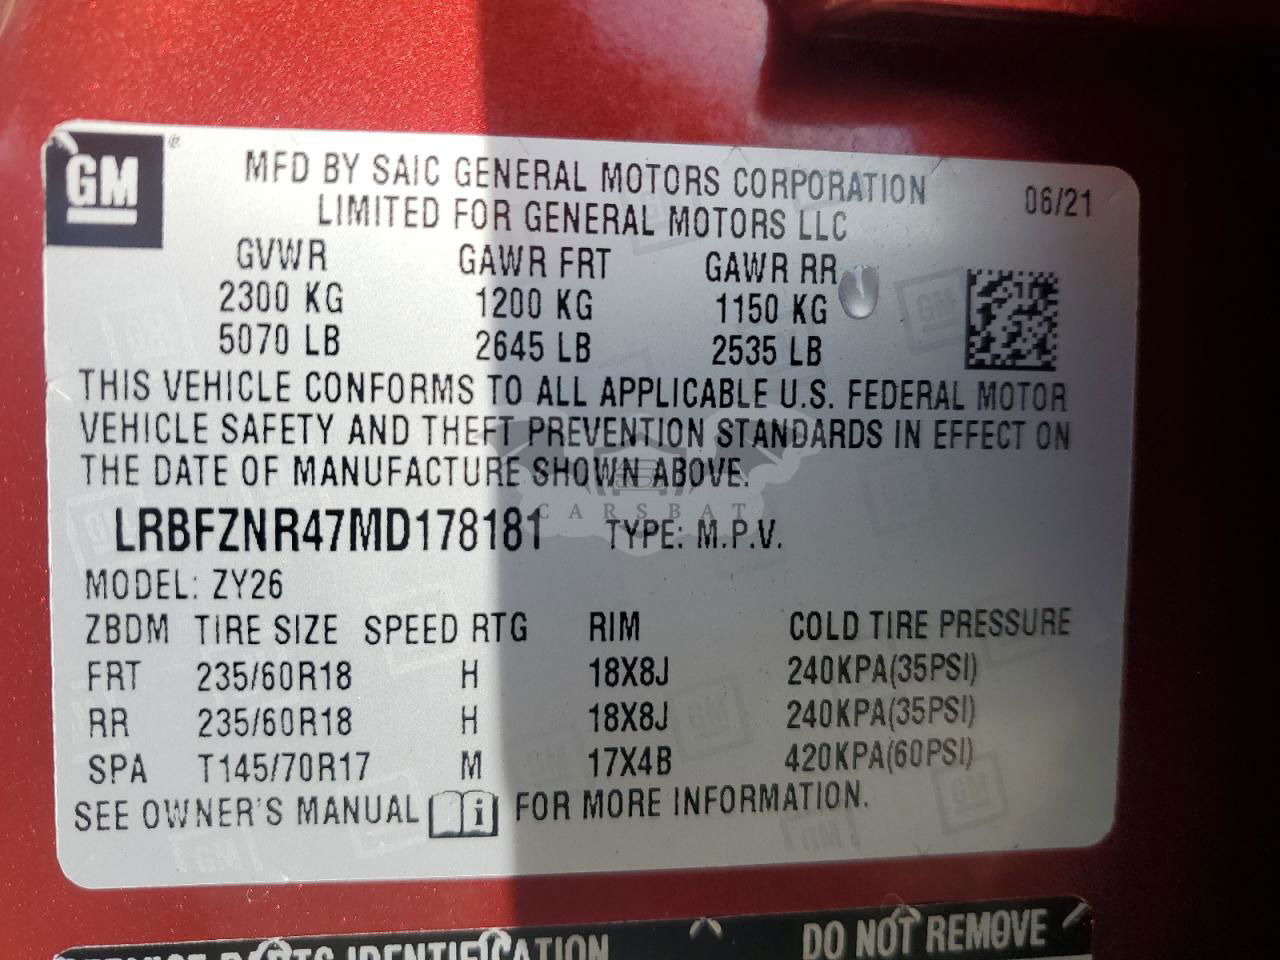 GM
MFD BY SAIC GENERAL MOTORS CORPORATION
LIMITED FOR GENERAL MOTORS LLC
06/21
GVWR GAWR FRT GAWR RR
2300 KG 1200 KG 1150 KG
5070 LB 2645 LB 2535 LB
THIS VEHICLE CONFORMS TO ALL APPLICABLE U.S. FEDERAL MOTOR
VEHICLE SAFETY AND THEFT PREVENTION STANDARDS IN EFFECT ON
THE DATE OF MANUFACTURE SHOWN ABOVE.
CARSBAT
LRBFZNR47MD178181 TYPE: M.P.V.
MODEL: ZY26
ZBDM TIRE SIZE SPEED RTG RIM COLD TIRE PRESSURE
FRT 235/60R18 H 18X8J 240KPA(35PSI)
RR 235/60R18 H 18X8J 240KPA(35PSI)
SPA T145/70R17 M 17X4B 420KPA(60PSI)
SEE OWNER'S MANUAL i FOR MORE INFORMATION.
PARTS IDENTIFICATION DO NOT REMOVE